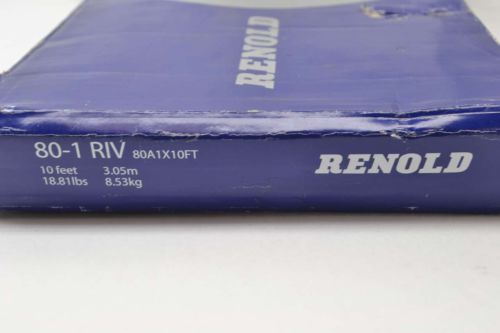 RENOLD
80-1 RIV 80A1X10FT
10 feet 3.05m
18.81lbs 8.53kg
RENOLD